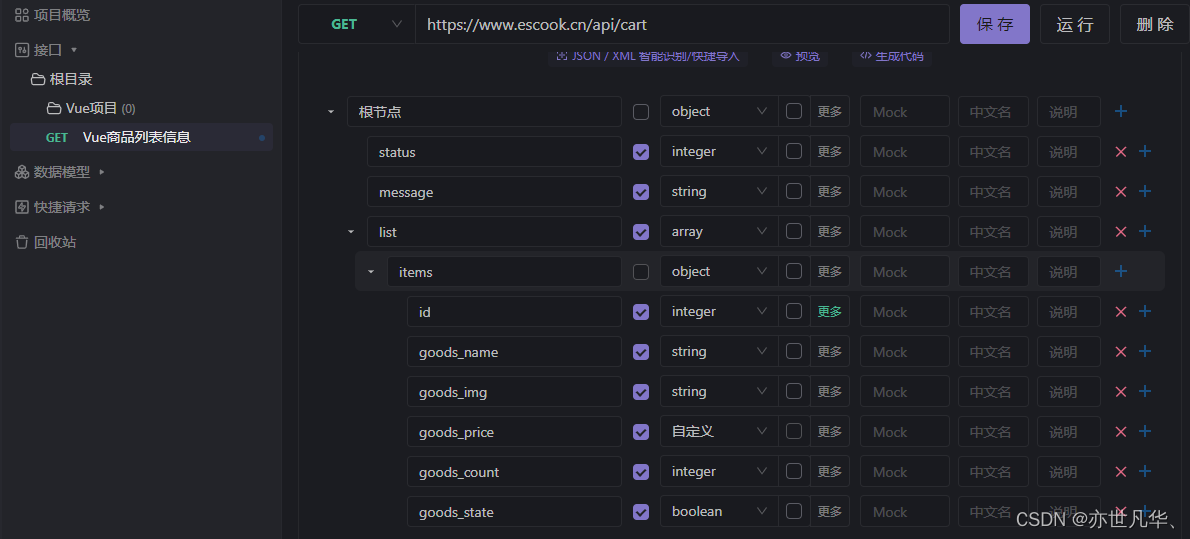 项目概览
接口
根目录
Vue项目 (0)
GET Vue商品列表信息
数据模型
快捷请求
回收站
GET https://www.escook.cn/api/cart 保存 运行 删除
JSON / XML 智能识别/快捷导入 预览 </> 生成代码
根节点 object 更多 Mock 中文名 说明
status integer 更多 Mock 中文名 说明
message string 更多 Mock 中文名 说明
list array 更多 Mock 中文名 说明
items object 更多 Mock 中文名 说明
id integer 更多 Mock 中文名 说明
goods_name string 更多 Mock 中文名 说明
goods_img string 更多 Mock 中文名 说明
goods_price 自定义 更多 Mock 中文名 说明
goods_count integer 更多 Mock 中文名 说明
goods_state boolean 更多 Mock 中文名 说明
CSDN @亦世凡华、